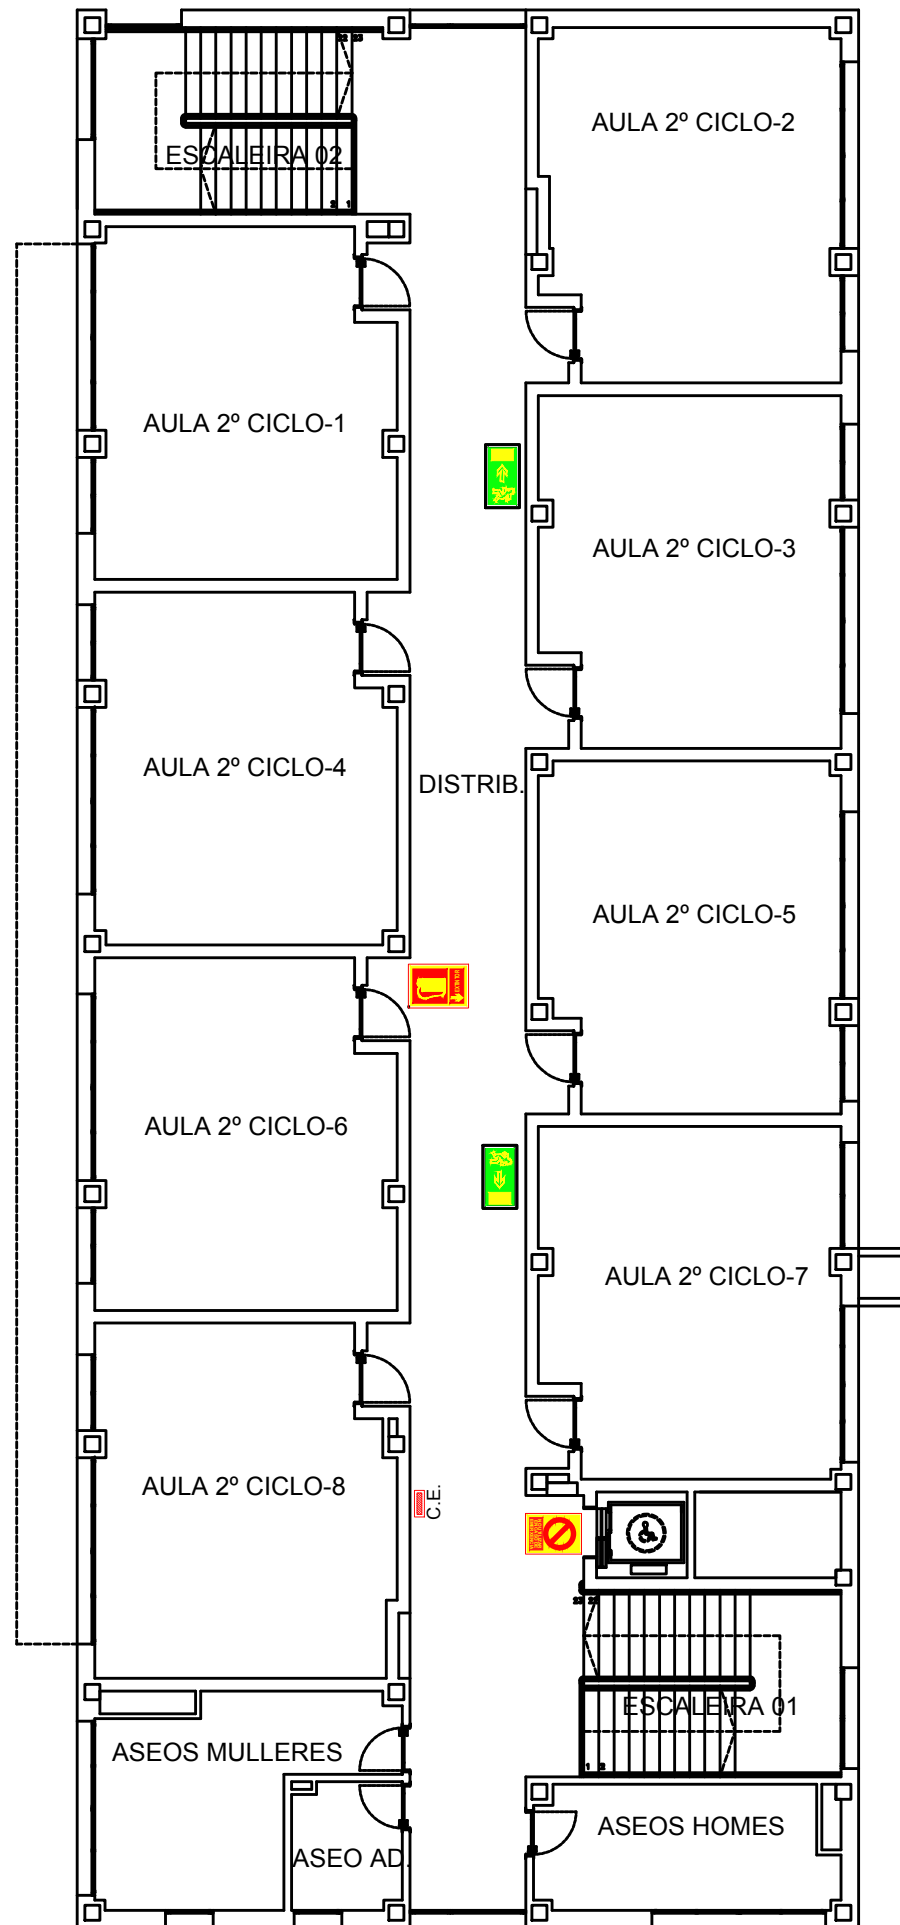 AULA 2º CICLO-2
ESCALEIRA 02
AULA 2º CICLO-1
AULA 2º CICLO-3
AULA 2º CICLO-4
DISTRIB.
AULA 2º CICLO-5
AULA 2º CICLO-6
AULA 2º CICLO-7
AULA 2º CICLO-8
C.E.
ESCALEIRA 01
ASEOS MULLERES
ASEOS HOMES
ASEO AD.